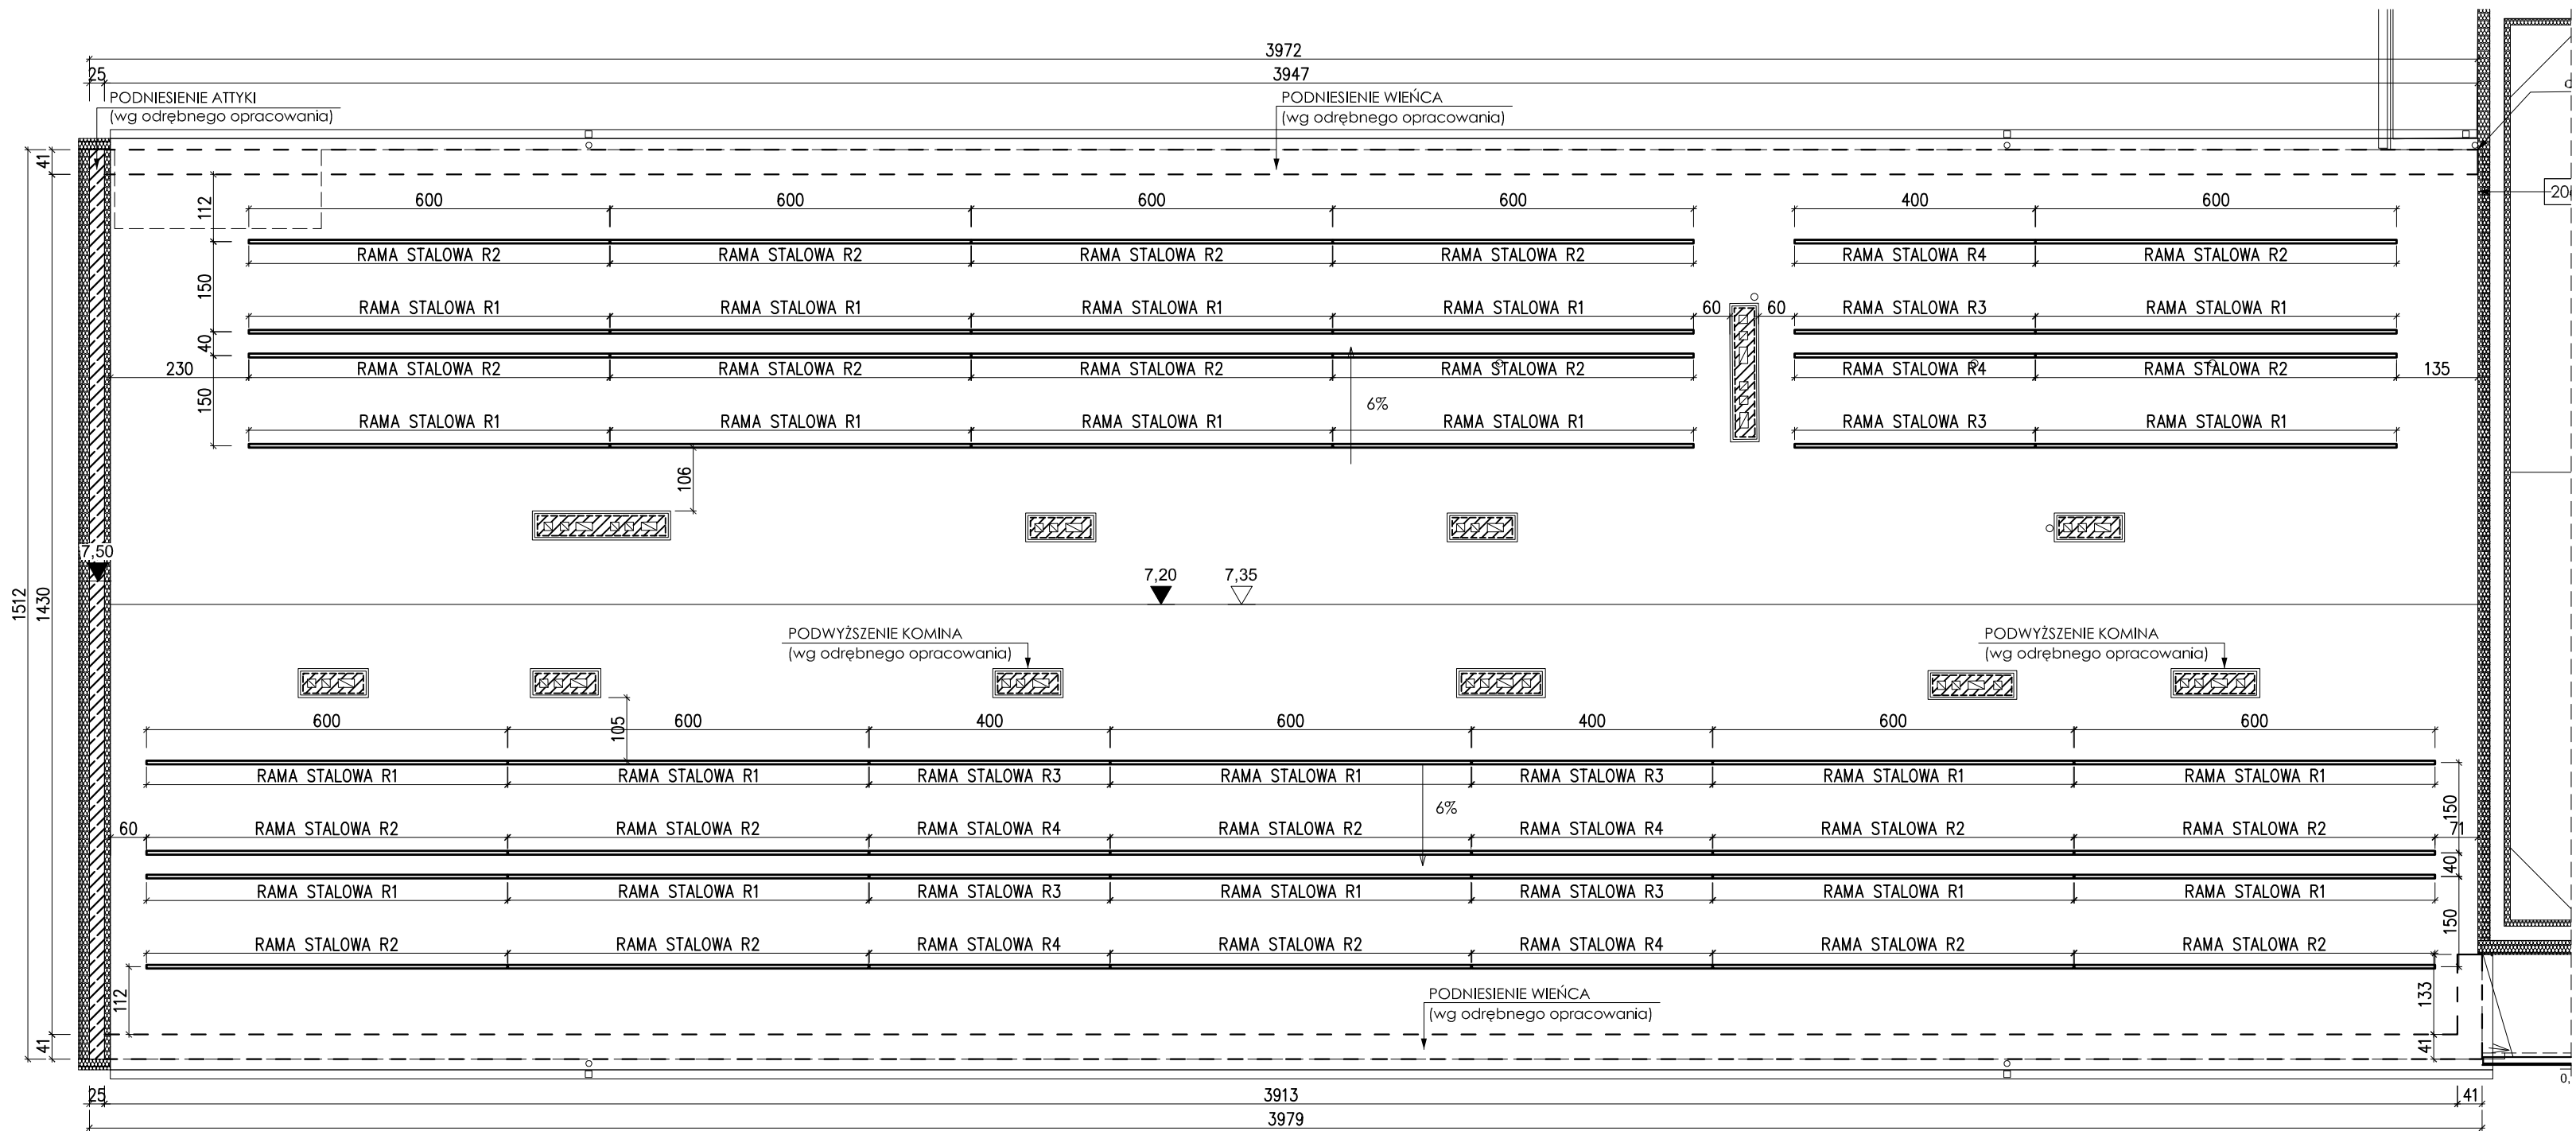 3972
25
3947
PODNIESIENIE ATTYKI
(wg odrębnego opracowania)
PODNIESIENIE WIEŃCA
(wg odrębnego opracowania)
41
20
112
600 600 600 600 400 600
RAMA STALOWA R2 RAMA STALOWA R2 RAMA STALOWA R2 RAMA STALOWA R2 RAMA STALOWA R4 RAMA STALOWA R2
150
RAMA STALOWA R1 RAMA STALOWA R1 RAMA STALOWA R1 RAMA STALOWA R1 60 60 RAMA STALOWA R3 RAMA STALOWA R1
40
230 RAMA STALOWA R2 RAMA STALOWA R2 RAMA STALOWA R2 RAMA STALOWA R2 RAMA STALOWA R4 RAMA STALOWA R2 135
150
6%
RAMA STALOWA R1 RAMA STALOWA R1 RAMA STALOWA R1 RAMA STALOWA R1 RAMA STALOWA R3 RAMA STALOWA R1
106
7,50
7,20 7,35
1512
1430
PODWYŻSZENIE KOMINA
(wg odrębnego opracowania)
PODWYŻSZENIE KOMINA
(wg odrębnego opracowania)
105
600 600 400 600 400 600 600
RAMA STALOWA R1 RAMA STALOWA R1 RAMA STALOWA R3 RAMA STALOWA R1 RAMA STALOWA R3 RAMA STALOWA R1 RAMA STALOWA R1
6%
150
60 RAMA STALOWA R2 RAMA STALOWA R2 RAMA STALOWA R4 RAMA STALOWA R2 RAMA STALOWA R4 RAMA STALOWA R2 RAMA STALOWA R2 71
40
RAMA STALOWA R1 RAMA STALOWA R1 RAMA STALOWA R3 RAMA STALOWA R1 RAMA STALOWA R3 RAMA STALOWA R1 RAMA STALOWA R1
150
RAMA STALOWA R2 RAMA STALOWA R2 RAMA STALOWA R4 RAMA STALOWA R2 RAMA STALOWA R4 RAMA STALOWA R2 RAMA STALOWA R2
112
133
PODNIESIENIE WIEŃCA
(wg odrębnego opracowania)
41
41
0,
25
3913
41
3979